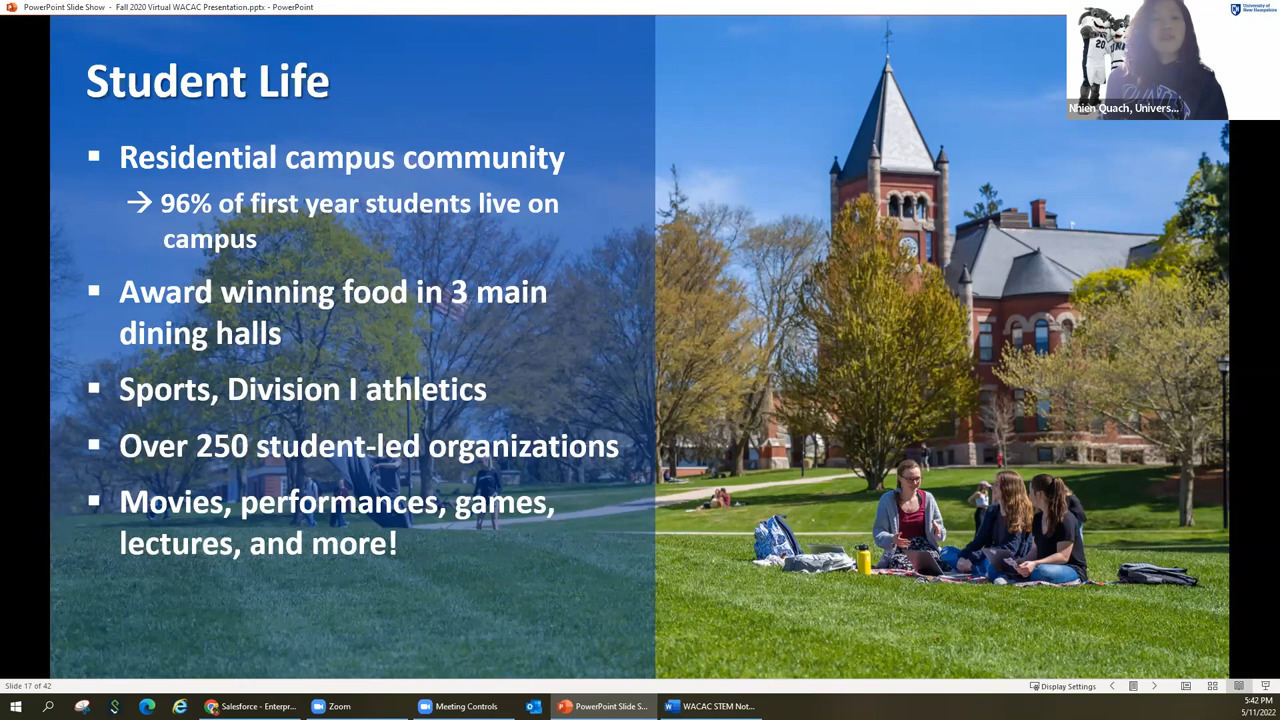 PowerPoint Slide Show - Fall 2020 Virtual WACAC Presentation.pptx - PowerPoint
University of
New Hampshire
20
Nhien Quach, Univers...
Student Life
▪ Residential campus community
→ 96% of first year students live on
campus
▪ Award winning food in 3 main
dining halls
▪ Sports, Division I athletics
▪ Over 250 student-led organizations
▪ Movies, performances, games,
lectures, and more!
Slide 17 of 42
Display Settings
Salesforce - Enterpr...
Zoom
Meeting Controls
PowerPoint Slide S...
WACAC STEM Not...
5:42 PM
5/11/2022